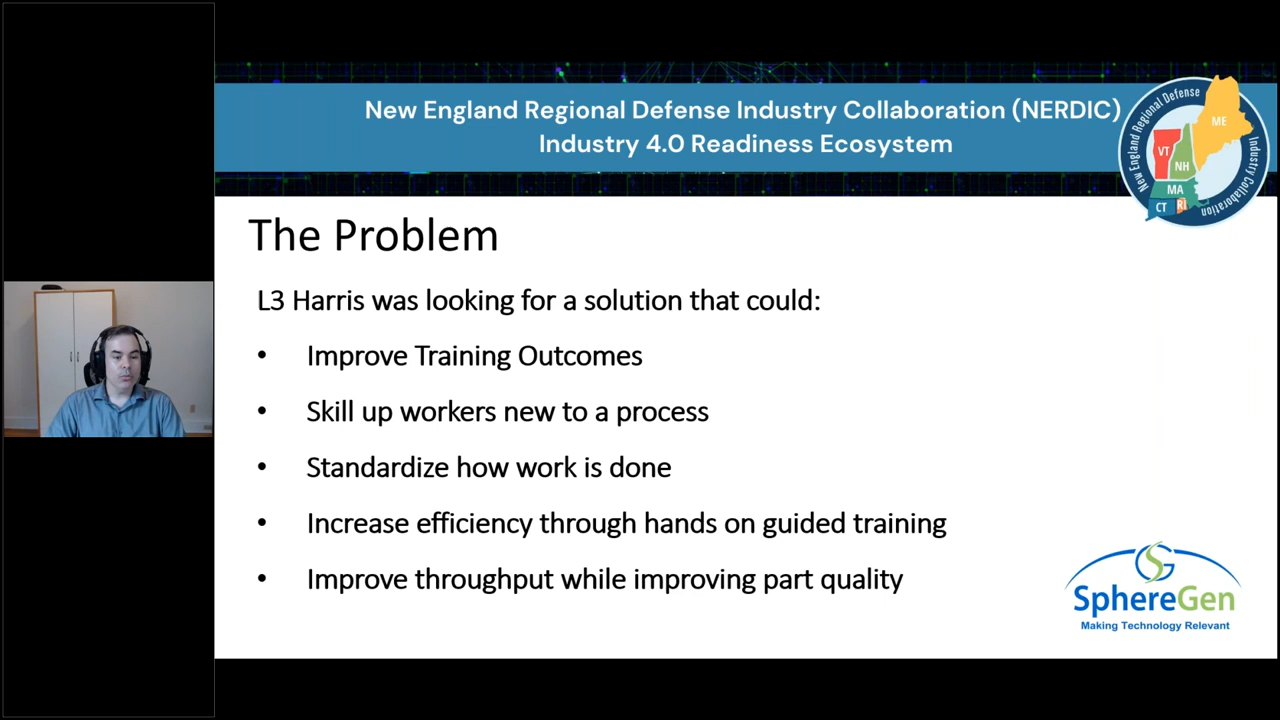 New England Regional Defense Industry Collaboration (NERDIC)
Industry 4.0 Readiness Ecosystem
New England Regional Defense
Industry Collaboration
ME
VT
NH
MA
CT
RI
The Problem
L3 Harris was looking for a solution that could:
• Improve Training Outcomes
• Skill up workers new to a process
• Standardize how work is done
• Increase efficiency through hands on guided training
• Improve throughput while improving part quality
SphereGen
Making Technology Relevant